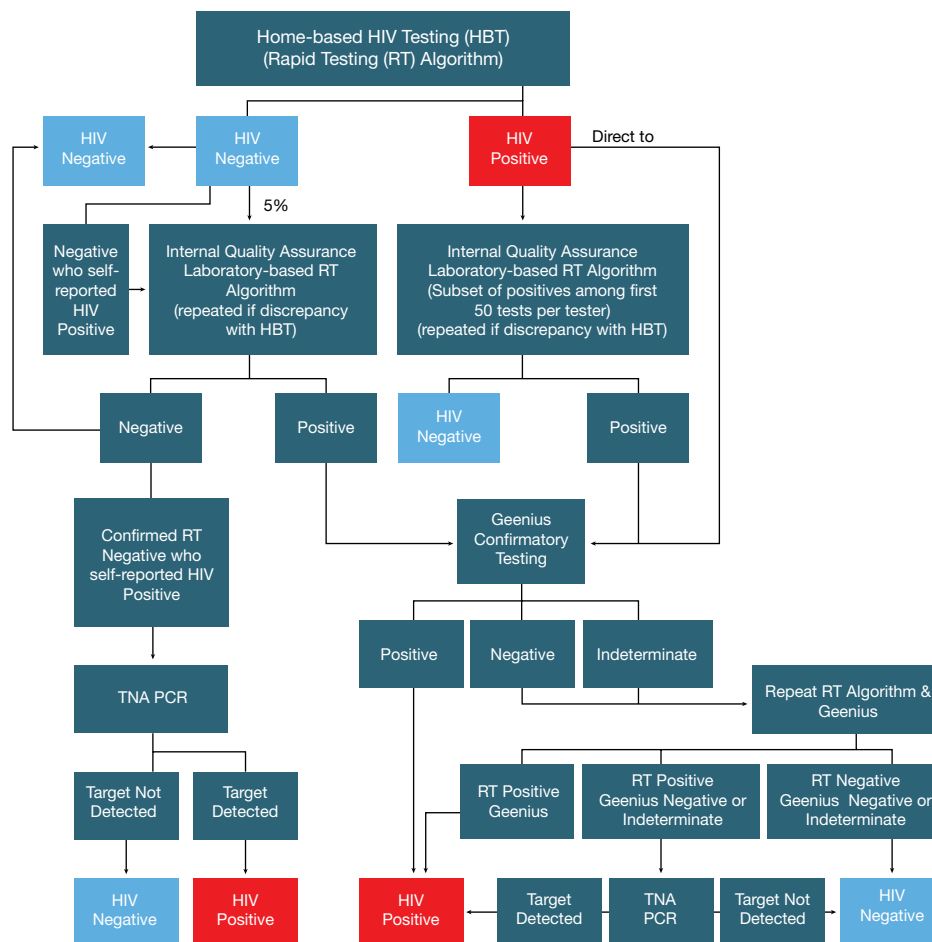 Home-based HIV Testing (HBT)
(Rapid Testing (RT) Algorithm)
HIV
Negative
HIV
Negative
HIV
Positive
Direct to
5%
Negative
who self-
reported
HIV
Positive
Internal Quality Assurance
Laboratory-based RT
Algorithm
(repeated if discrepancy
with HBT)
Internal Quality Assurance
Laboratory-based RT Algorithm
(Subset of positives among first
50 tests per tester)
(repeated if discrepancy with HBT)
Negative
Positive
HIV
Negative
Positive
Confirmed RT
Negative who
self-reported HIV
Positive
Geenius
Confirmatory
Testing
Positive
Negative
Indeterminate
TNA PCR
Repeat RT Algorithm &
Geenius
Target Not
Detected
Target
Detected
RT Positive
Geenius
RT Positive
Geenius Negative or
Indeterminate
RT Negative
Geenius Negative or
Indeterminate
HIV
Negative
HIV
Positive
HIV
Positive
Target
Detected
TNA
PCR
Target Not
Detected
HIV
Negative